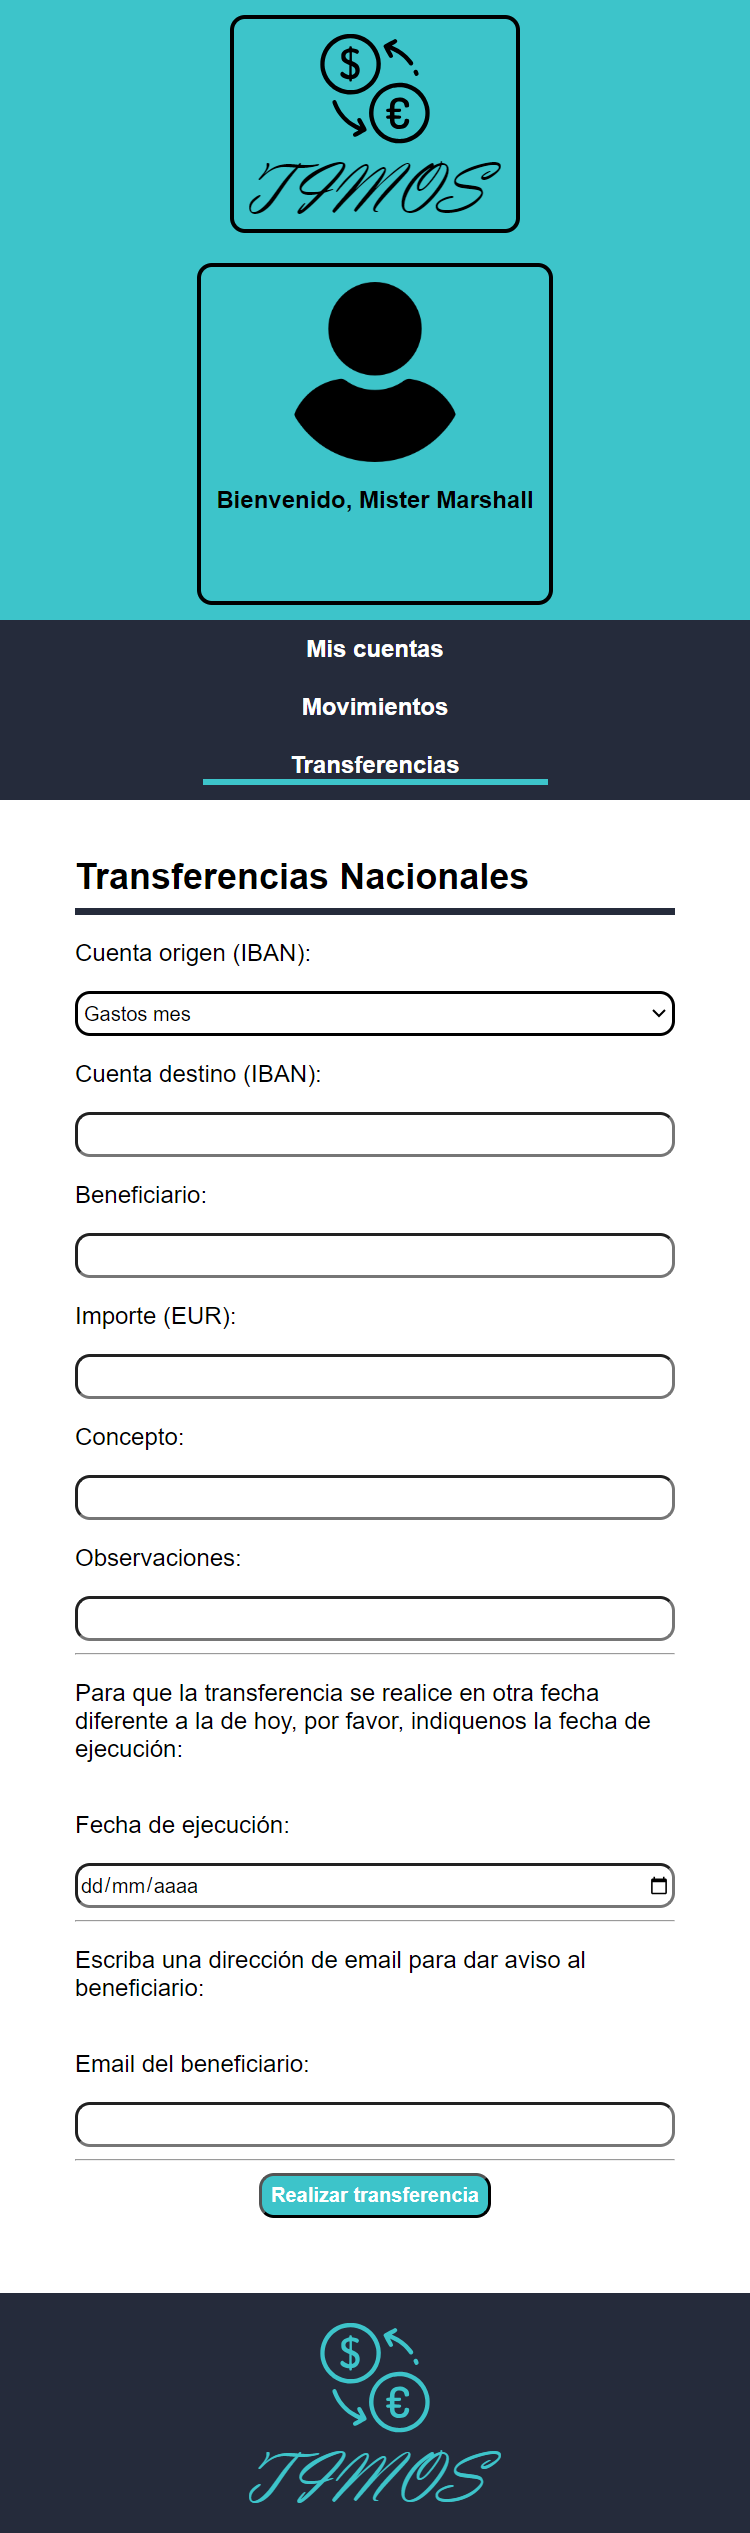 $
€
TIMOS
Bienvenido, Mister Marshall
Mis cuentas
Movimientos
Transferencias
Transferencias Nacionales
Cuenta origen (IBAN):
Gastos mes
Cuenta destino (IBAN):
Beneficiario:
Importe (EUR):
Concepto:
Observaciones:
Para que la transferencia se realice en otra fecha
diferente a la de hoy, por favor, indiquenos la fecha de
ejecución:
Fecha de ejecución:
dd/mm/aaaa
Escriba una dirección de email para dar aviso al
beneficiario:
Email del beneficiario:
Realizar transferencia
$
€
TIMOS